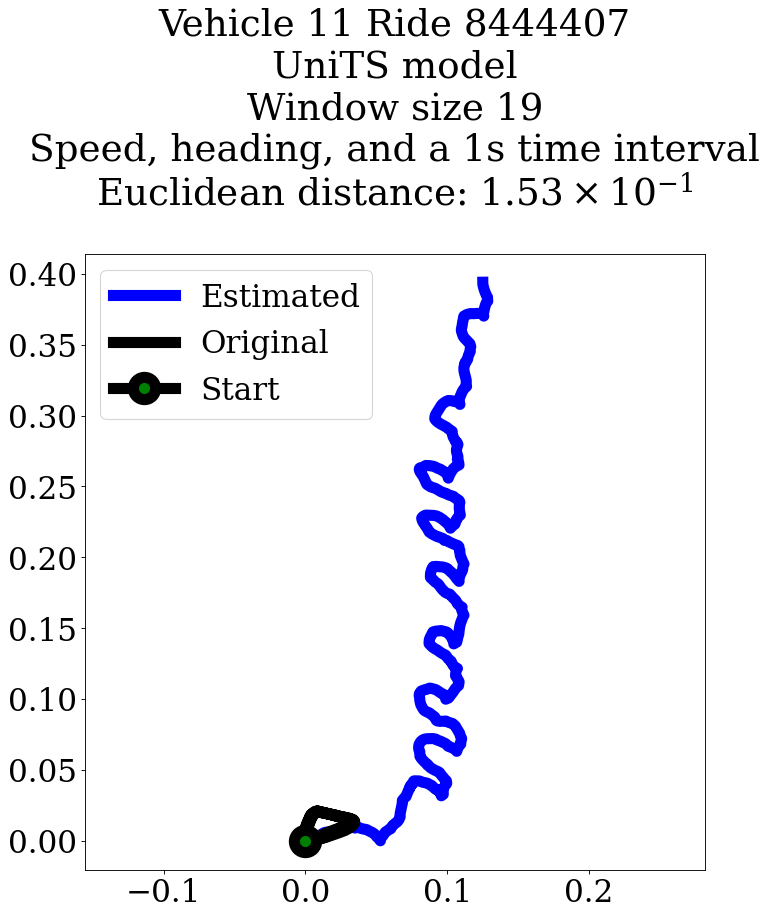 Vehicle 11 Ride 8444407
UniTS model
Window size 19
Speed, heading, and a 1s time interval
Euclidean distance: 1.53 × 10⁻¹
Estimated
Original
Start
0.40
0.35
0.30
0.25
0.20
0.15
0.10
0.05
0.00
−0.1 0.0 0.1 0.2